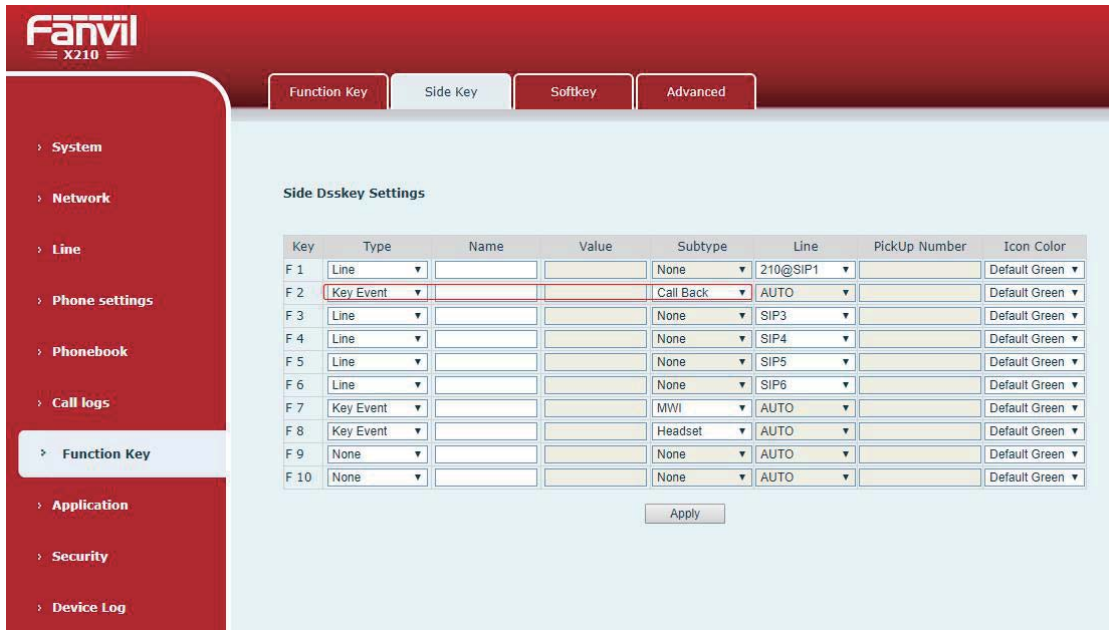 Fanvil
X210
Function Key Side Key Softkey Advanced
System
Network
Line
Phone settings
Phonebook
Call logs
Function Key
Application
Security
Device Log
Side Dsskey Settings
Key Type Name Value Subtype Line PickUp Number Icon Color
F 1 Line None 210@SIP1 Default Green
F 2 Key Event Call Back AUTO Default Green
F 3 Line None SIP3 Default Green
F 4 Line None SIP4 Default Green
F 5 Line None SIP5 Default Green
F 6 Line None SIP6 Default Green
F 7 Key Event MWI AUTO Default Green
F 8 Key Event Headset AUTO Default Green
F 9 None None AUTO Default Green
F 10 None None AUTO Default Green
Apply